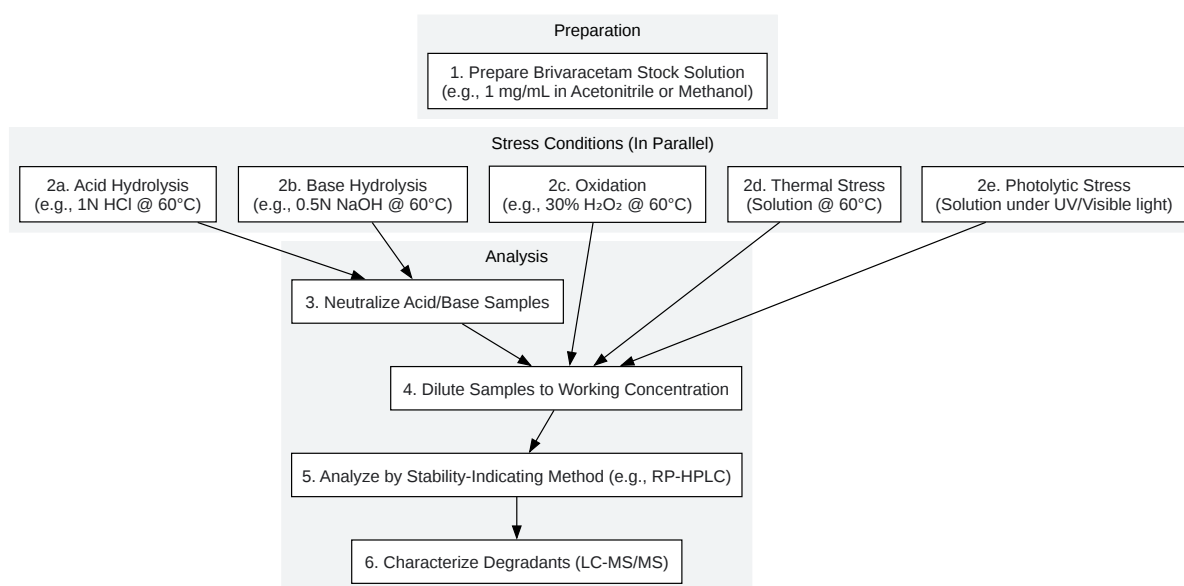 Preparation
1. Prepare Brivaracetam Stock Solution
(e.g., 1 mg/mL in Acetonitrile or Methanol)
Stress Conditions (In Parallel)
2a. Acid Hydrolysis
(e.g., 1N HCl @ 60°C)
2b. Base Hydrolysis
(e.g., 0.5N NaOH @ 60°C)
2c. Oxidation
(e.g., 30% H₂O₂ @ 60°C)
2d. Thermal Stress
(Solution @ 60°C)
2e. Photolytic Stress
(Solution under UV/Visible light)
Analysis
3. Neutralize Acid/Base Samples
4. Dilute Samples to Working Concentration
5. Analyze by Stability-Indicating Method (e.g., RP-HPLC)
6. Characterize Degradants (LC-MS/MS)